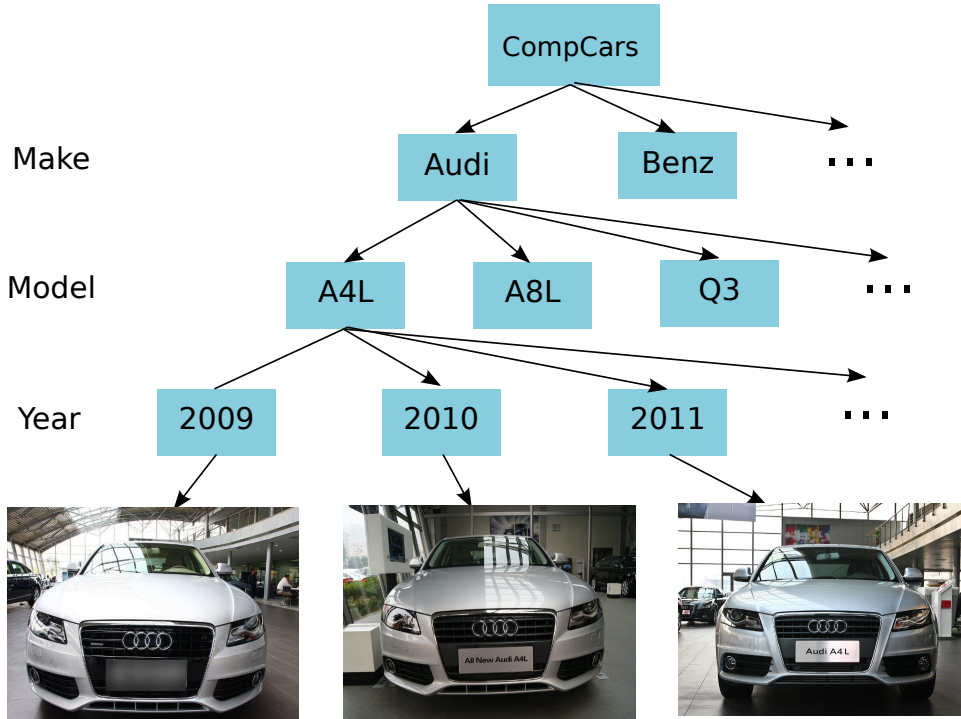 CompCars
Make
Audi
Benz
...
Model
A4L
A8L
Q3
...
Year
2009
2010
2011
...
All New Audi A4L
Audi A4L